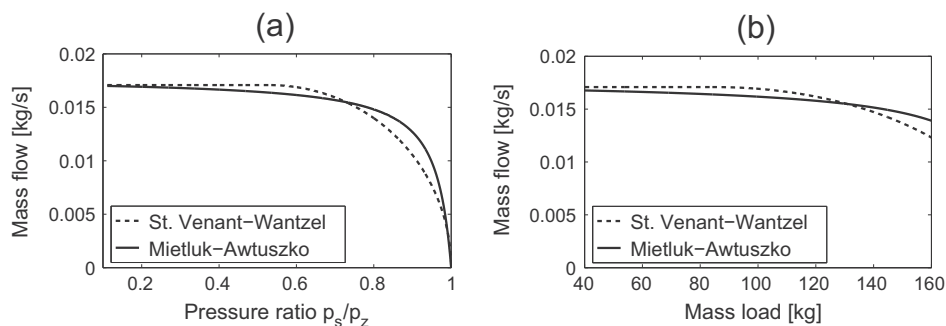 (a)
Mass flow [kg/s]
0.02
0.015
0.01
0.005
0
St. Venant−Wantzel
Mietluk−Awtuszko
0.2
0.4
0.6
0.8
1
Pressure ratio p_s/p_z
(b)
Mass flow [kg/s]
0.02
0.015
0.01
0.005
0
St. Venant−Wantzel
Mietluk−Awtuszko
40
60
80
100
120
140
160
Mass load [kg]